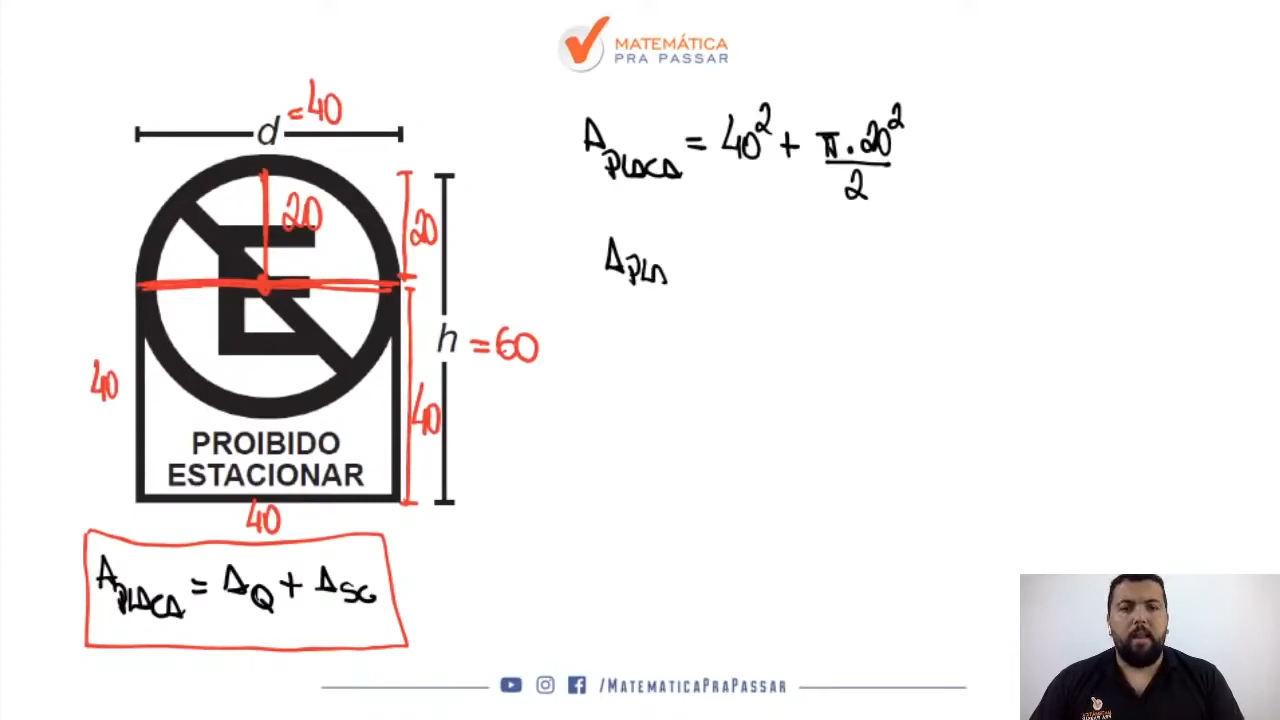 MATEMÁTICA
PRA PASSAR
d = 40
20
20
h = 60
40
40
PROIBIDO
ESTACIONAR
40
A PLACA = A Q + A SC
A PLACA = 40² + π . 20² / 2
A PLA
/MATEMATICAPRAPASSAR